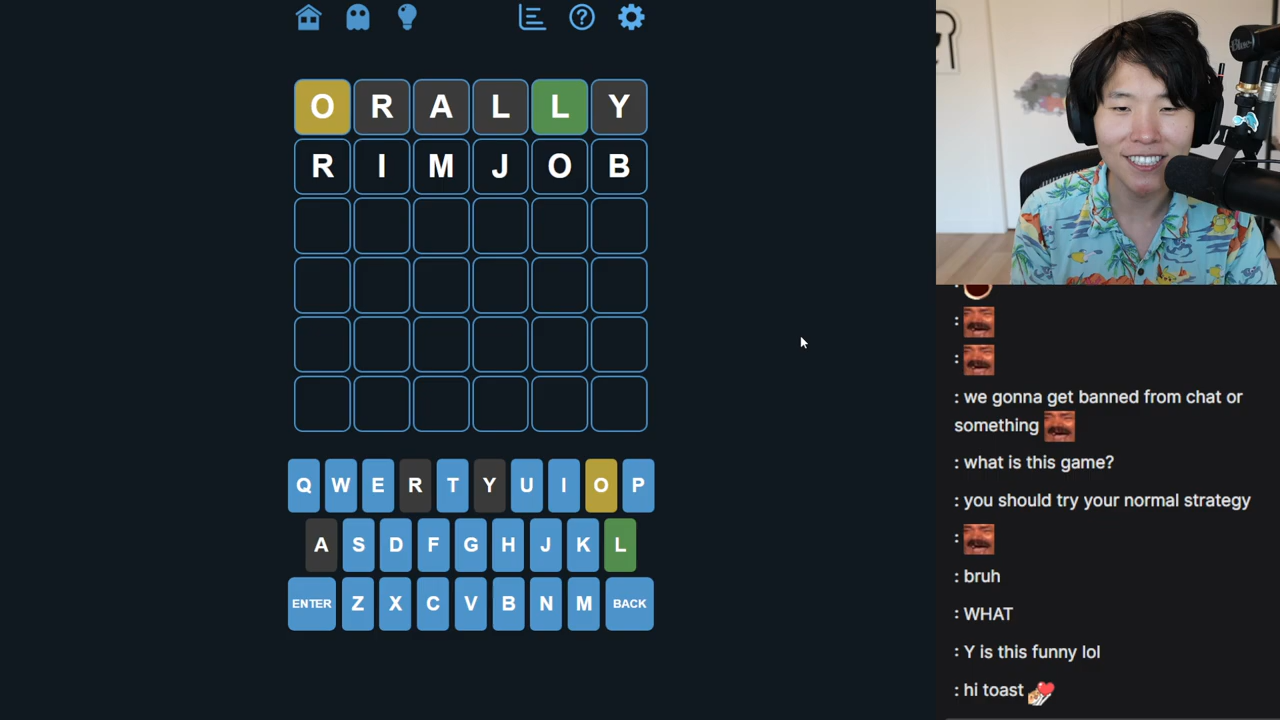 O R A L L Y
R I M J O B
Q W E R T Y U I O P
A S D F G H J K L
ENTER Z X C V B N M BACK
Blue
: we gonna get banned from chat or
something
: what is this game?
: you should try your normal strategy
:
: bruh
: WHAT
: Y is this funny lol
: hi toast